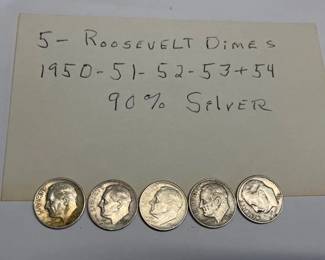 5- ROOSEVELT DIMES
1950-51-52-53+54
90% SILVER